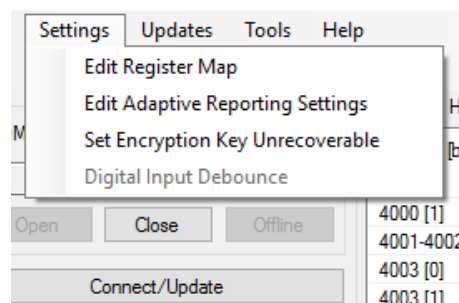 Settings Updates Tools Help
Edit Register Map
Edit Adaptive Reporting Settings
Set Encryption Key Unrecoverable
Digital Input Debounce
Open Close Offline
Connect/Update
H
M
[b
4000 [1]
4001-4002
4003 [0]
4003 [1]